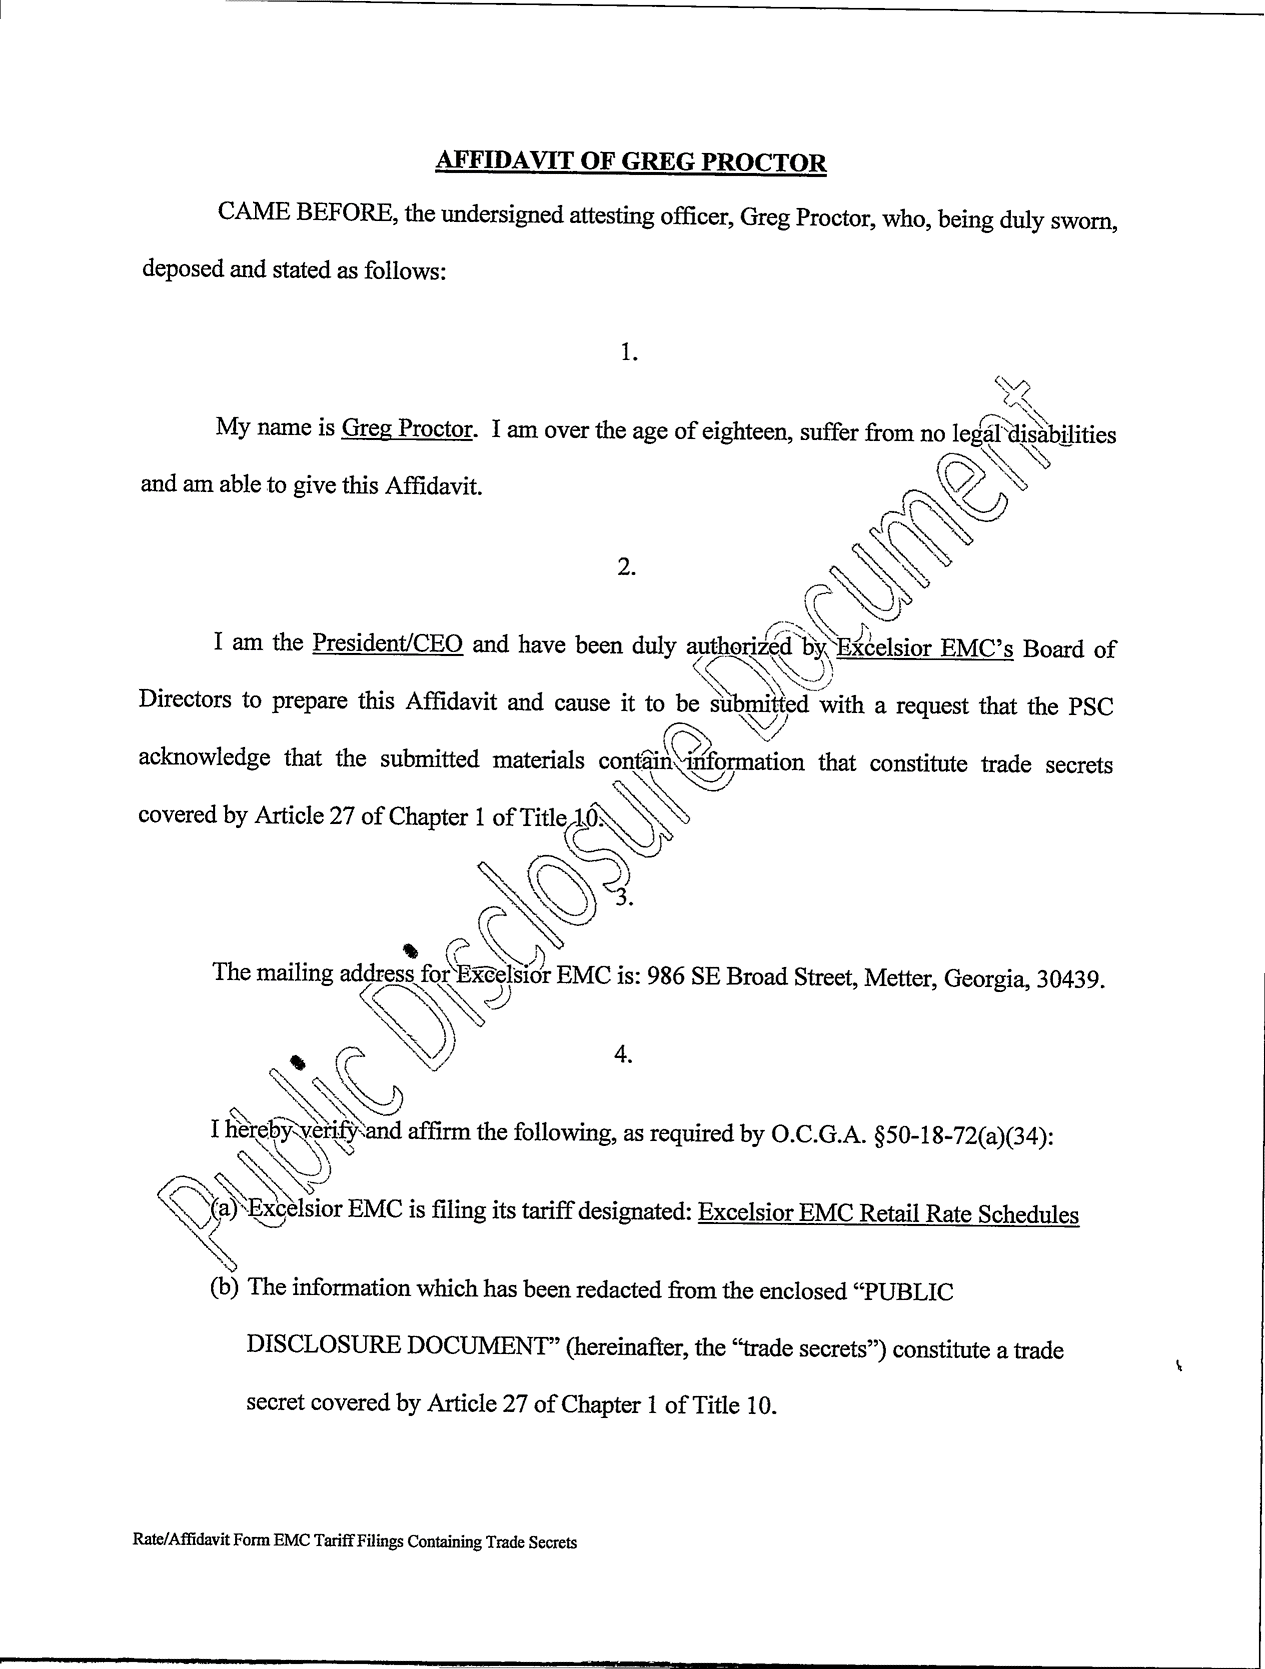 AFFIDAVIT OF GREG PROCTOR
CAME BEFORE, the undersigned attesting officer, Greg Proctor, who, being duly sworn,
deposed and stated as follows:
1.
My name is Greg Proctor. I am over the age of eighteen, suffer from no legal disabilities
and am able to give this Affidavit.
2.
I am the President/CEO and have been duly authorized by Excelsior EMC's Board of
Directors to prepare this Affidavit and cause it to be submitted with a request that the PSC
acknowledge that the submitted materials contain information that constitute trade secrets
covered by Article 27 of Chapter 1 of Title 10.
3.
The mailing address for Excelsior EMC is: 986 SE Broad Street, Metter, Georgia, 30439.
4.
I hereby verify and affirm the following, as required by O.C.G.A. §50-18-72(a)(34):
(a) Excelsior EMC is filing its tariff designated: Excelsior EMC Retail Rate Schedules
(b) The information which has been redacted from the enclosed “PUBLIC
DISCLOSURE DOCUMENT” (hereinafter, the “trade secrets”) constitute a trade
secret covered by Article 27 of Chapter 1 of Title 10.
Rate/Affidavit Form EMC Tariff Filings Containing Trade Secrets
Public Disclosure Document